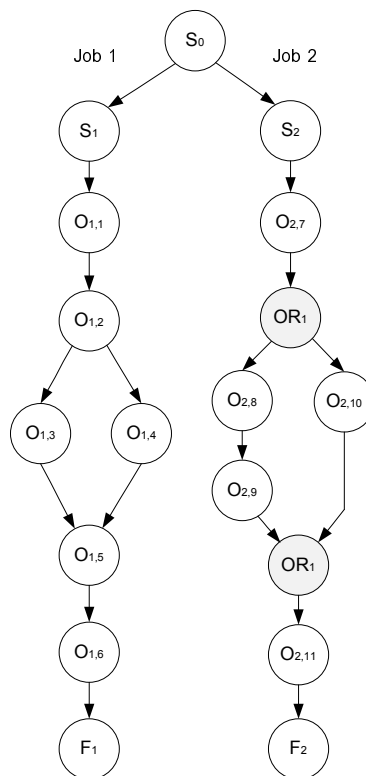 S0
Job 1
Job 2
S1
S2
O1,1
O2,7
O1,2
OR1
O1,3
O1,4
O2,8
O2,10
O2,9
O1,5
OR1
O1,6
O2,11
F1
F2